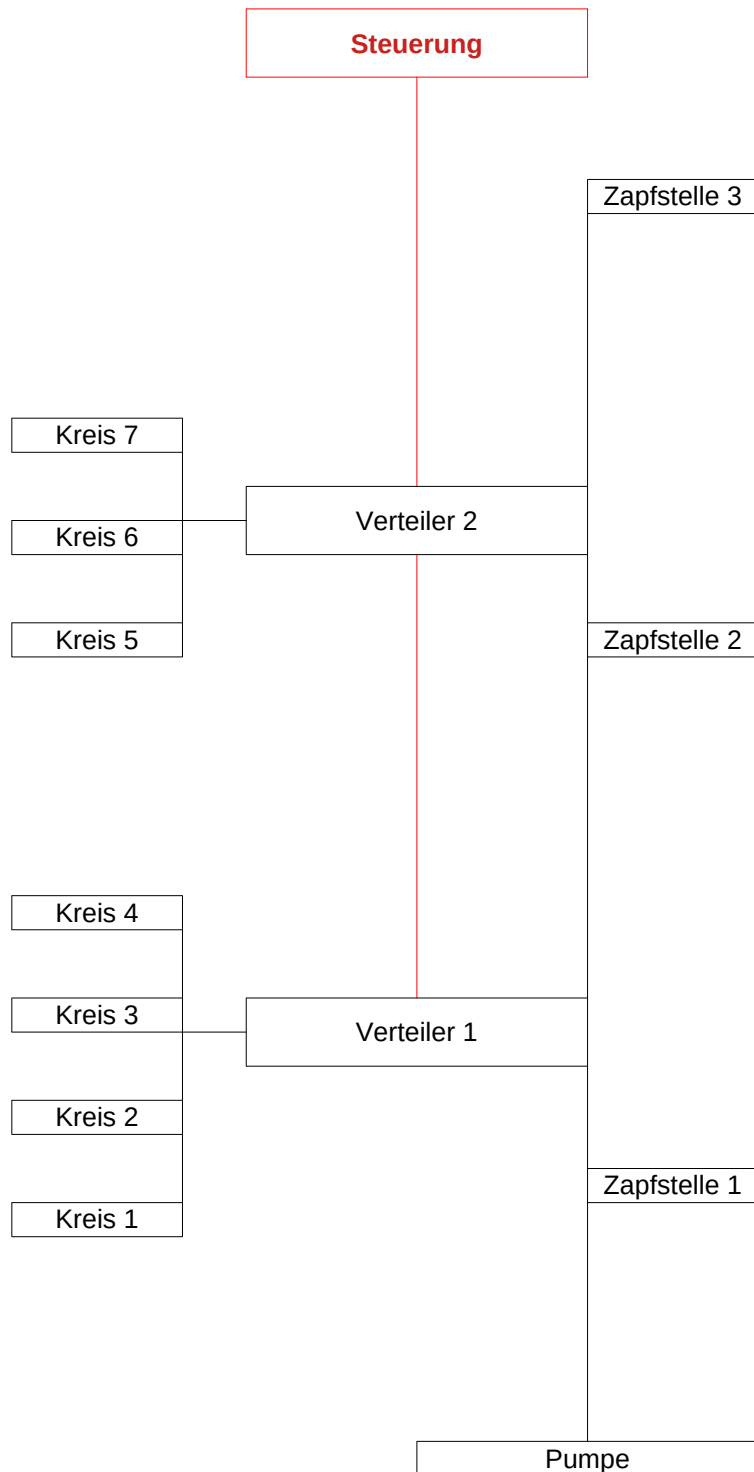 Steuerung
Zapfstelle 3
Kreis 7
Verteiler 2
Kreis 6
Kreis 5
Zapfstelle 2
Kreis 4
Kreis 3
Verteiler 1
Kreis 2
Zapfstelle 1
Kreis 1
Pumpe